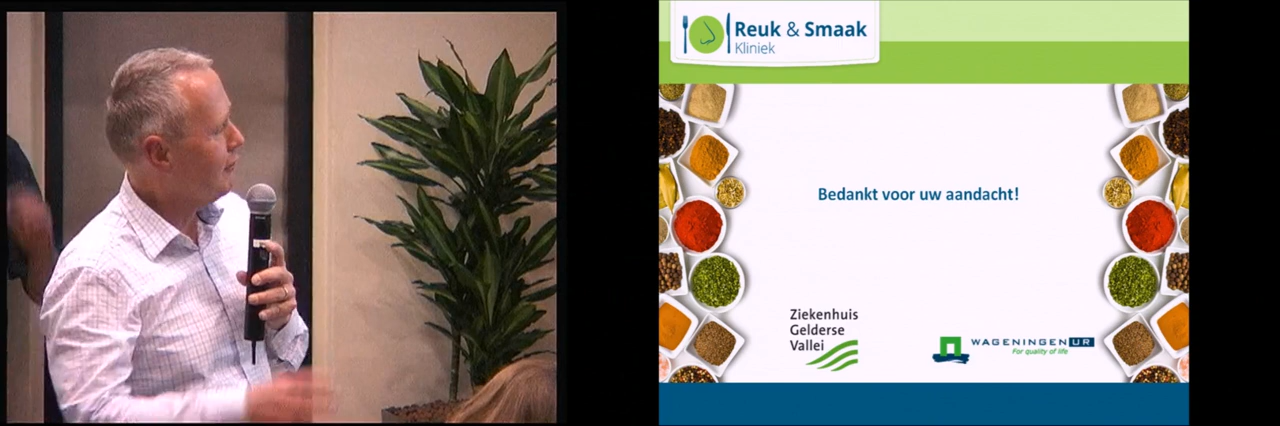 Reuk & Smaak
Kliniek
Bedankt voor uw aandacht!
Ziekenhuis
Gelderse
Vallei
WAGENINGEN UR
For quality of life